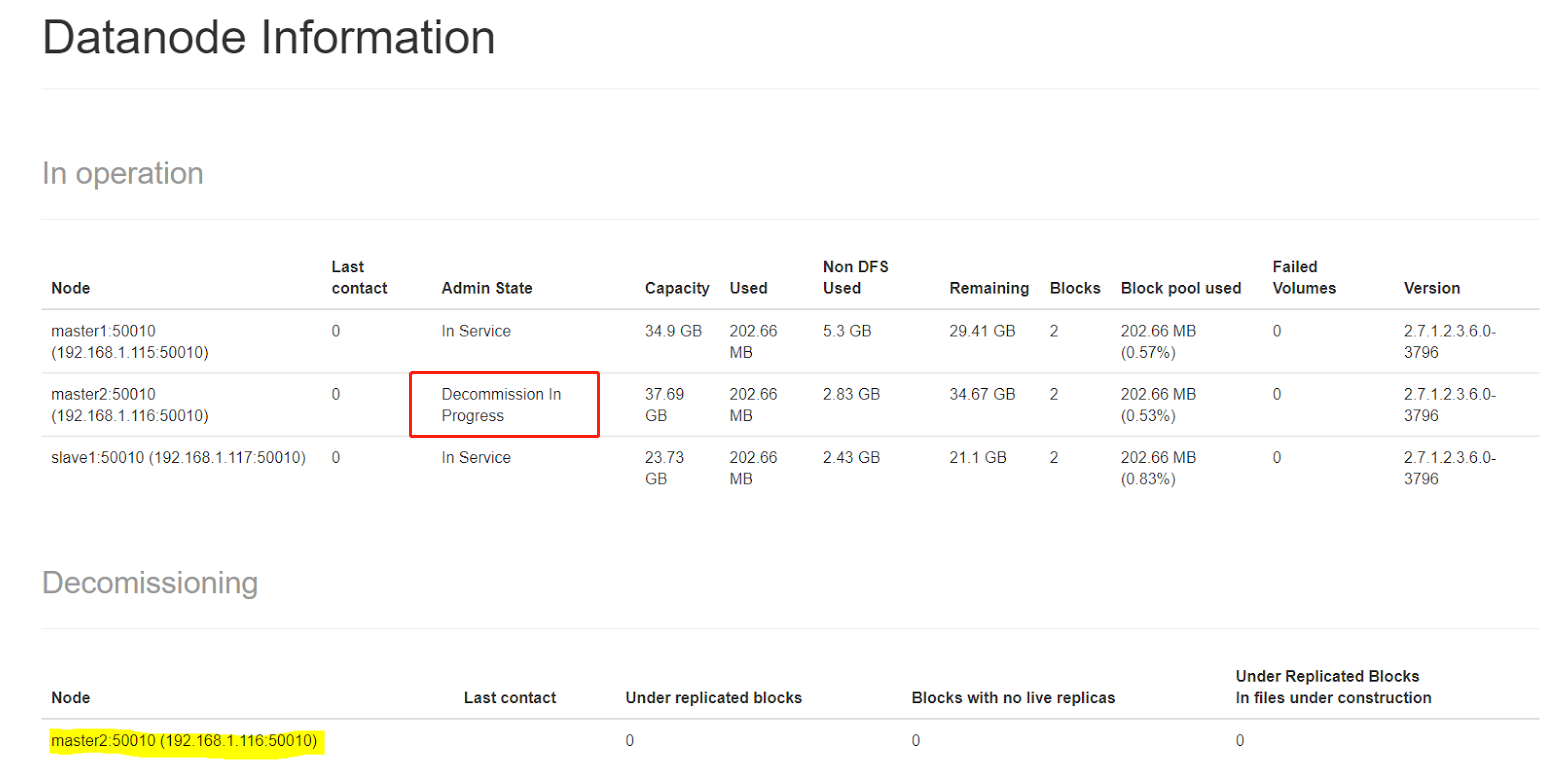 Datanode Information
In operation
Node Last contact Admin State Capacity Used Non DFS Used Remaining Blocks Block pool used Failed Volumes Version
master1:50010 (192.168.1.115:50010) 0 In Service 34.9 GB 202.66 MB 5.3 GB 29.41 GB 2 202.66 MB (0.57%) 0 2.7.1.2.3.6.0-3796
master2:50010 (192.168.1.116:50010) 0 Decommission In Progress 37.69 GB 202.66 MB 2.83 GB 34.67 GB 2 202.66 MB (0.53%) 0 2.7.1.2.3.6.0-3796
slave1:50010 (192.168.1.117:50010) 0 In Service 23.73 GB 202.66 MB 2.43 GB 21.1 GB 2 202.66 MB (0.83%) 0 2.7.1.2.3.6.0-3796
Decomissioning
Node Last contact Under replicated blocks Blocks with no live replicas Under Replicated Blocks In files under construction
master2:50010 (192.168.1.116:50010) 0 0 0